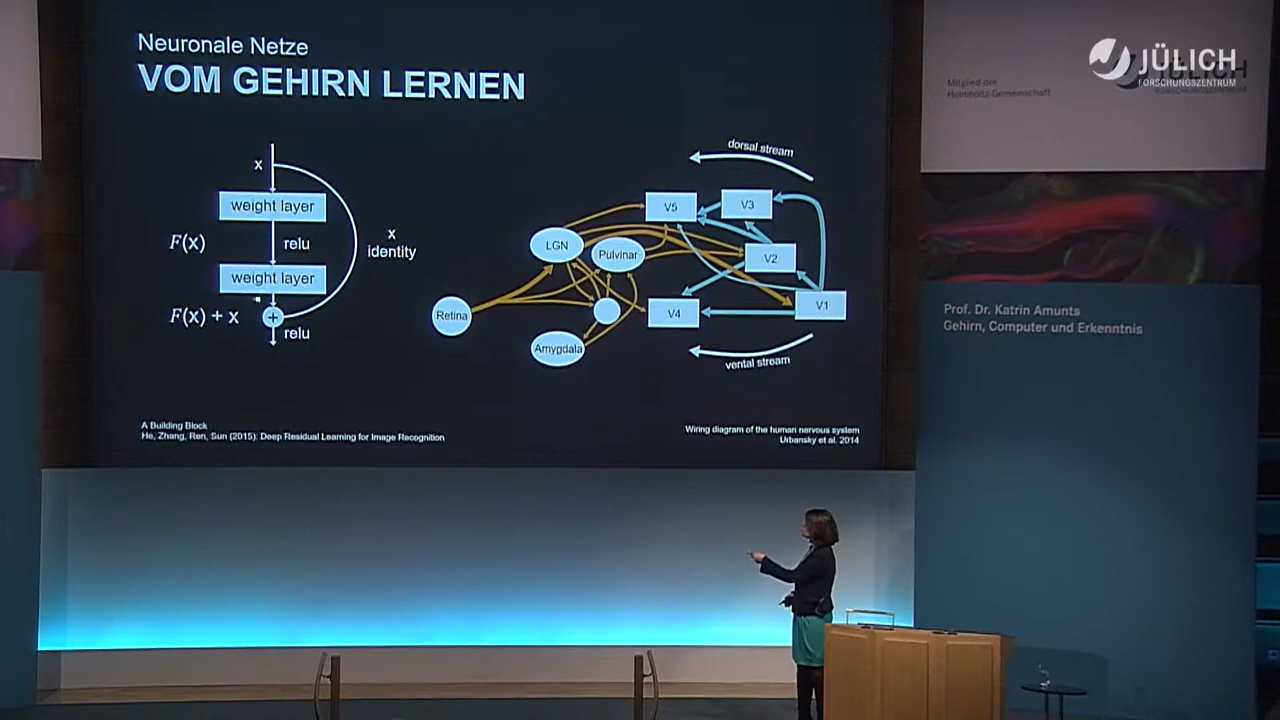 Neuronale Netze
VOM GEHIRN LERNEN
x
weight layer
F(x)
relu
x
identity
weight layer
F(x) + x
+
relu
A Building Block
He, Zhang, Ren, Sun (2015): Deep Residual Learning for Image Recognition
dorsal stream
V5
V3
LGN
Pulvinar
V2
Retina
V4
V1
Amygdala
vental stream
Wiring diagram of the human nervous system
Urbansky et al. 2014
Mitglied der
Helmholtz-Gemeinschaft
JÜLICH
FORSCHUNGSZENTRUM
Prof. Dr. Katrin Amunts
Gehirn, Computer und Erkenntnis